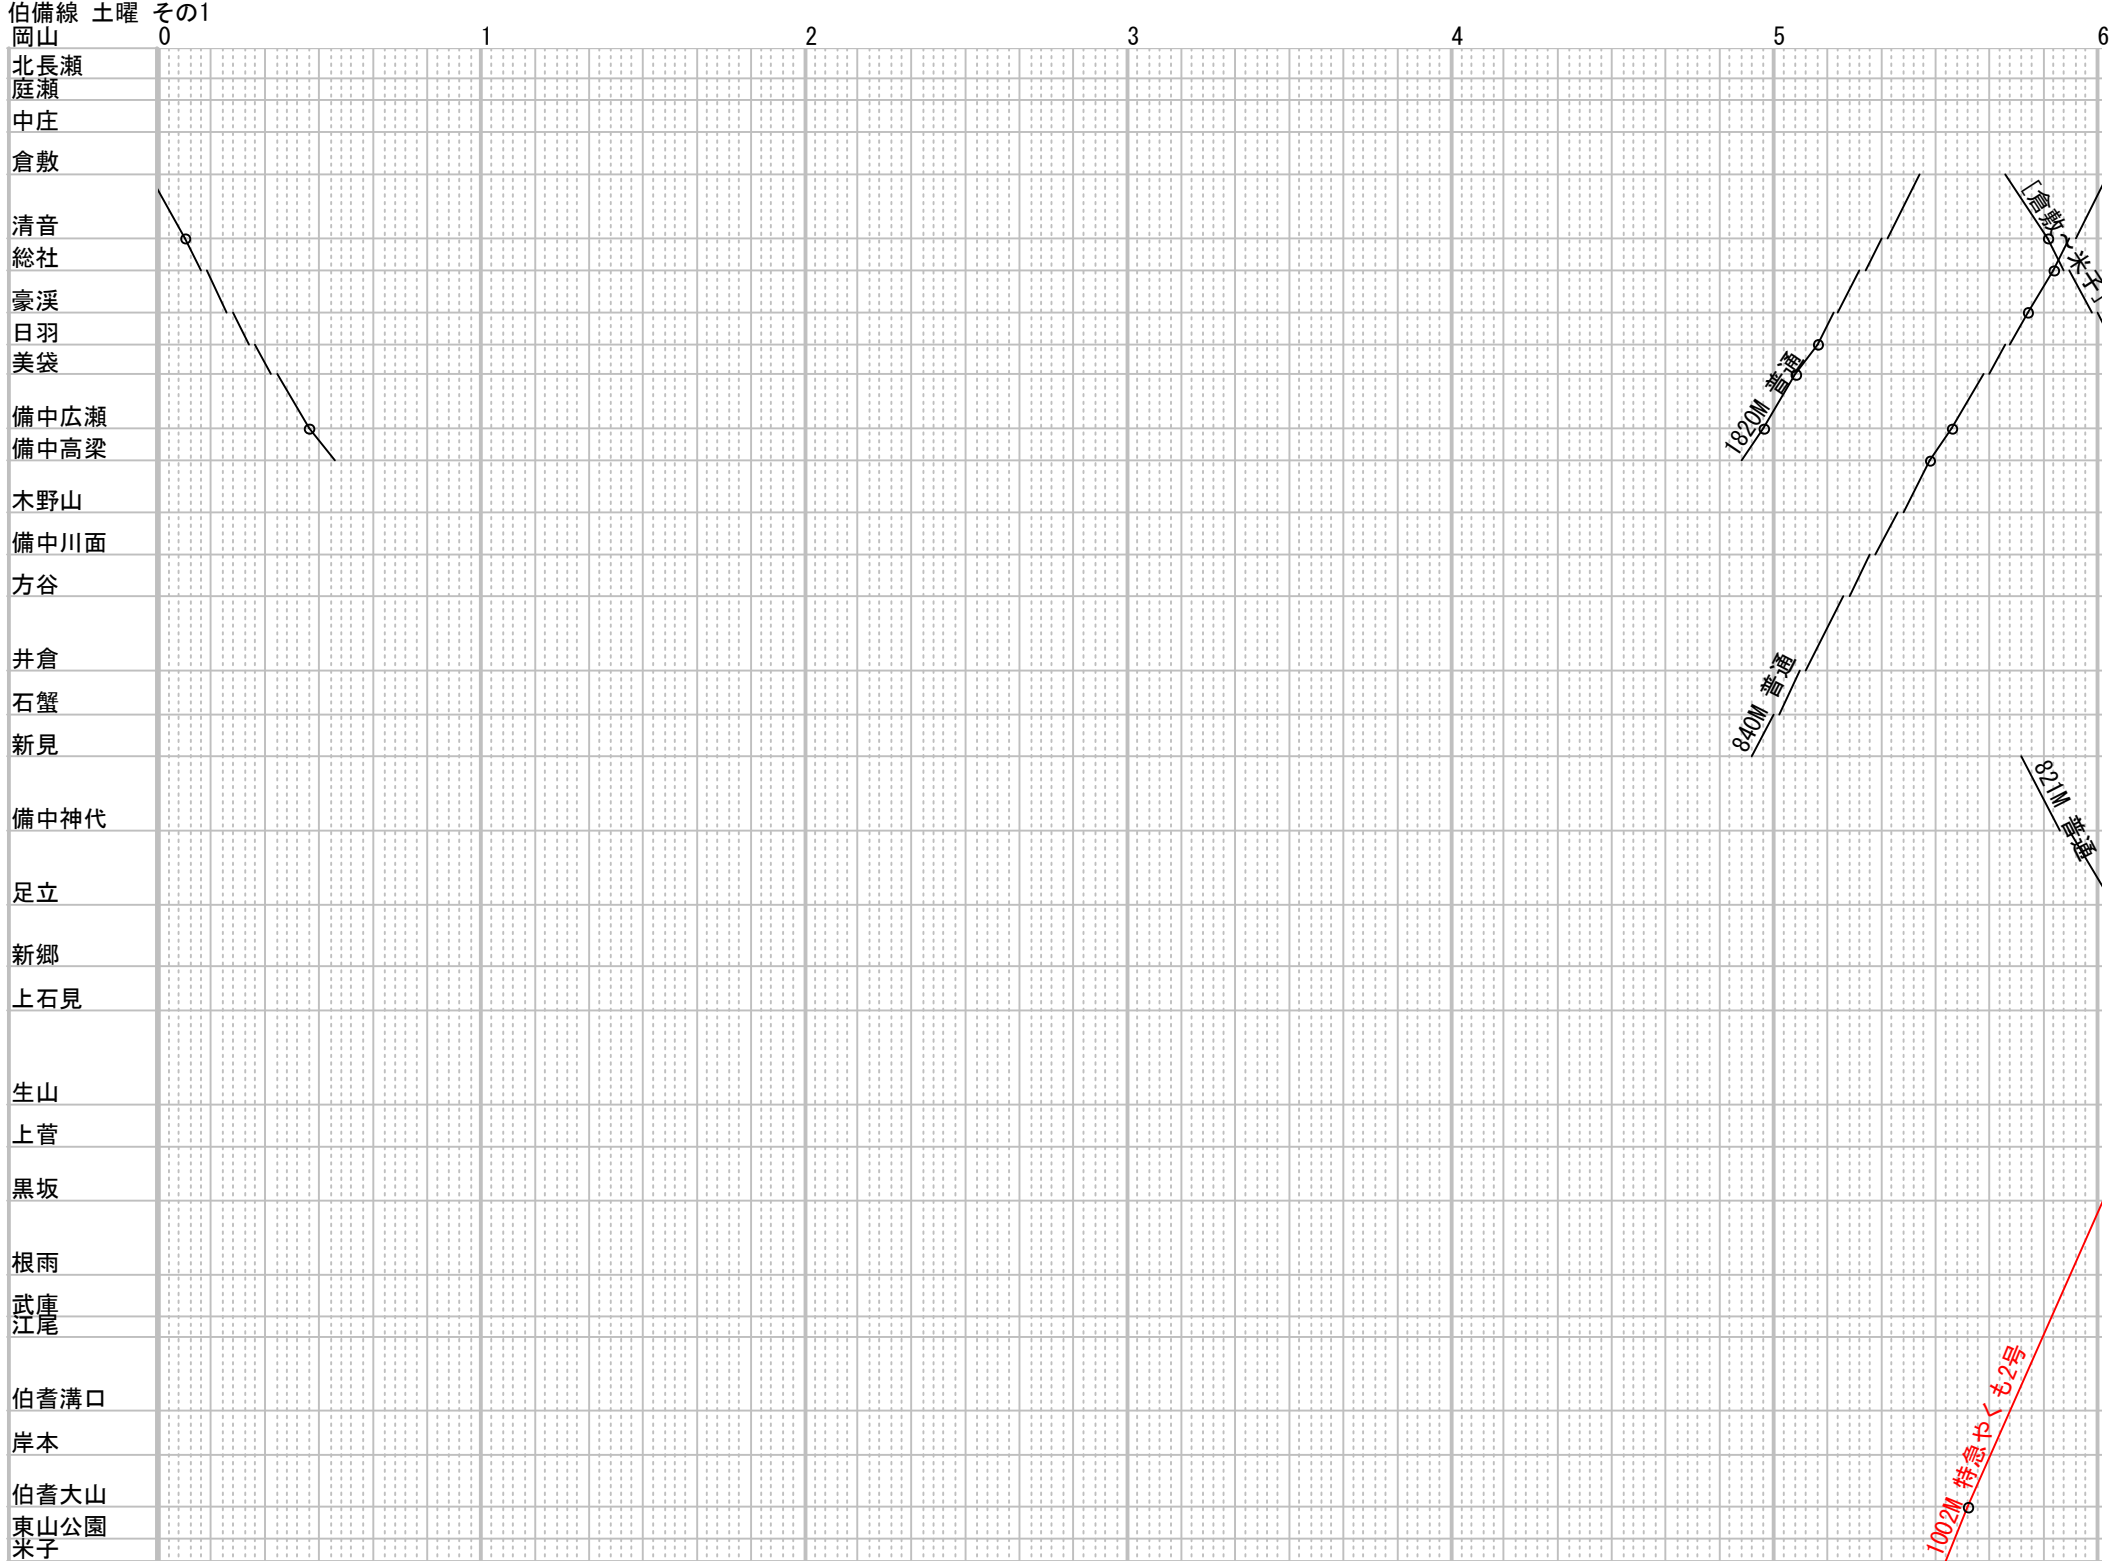 伯備線 土曜 その1
岡山 0 1 2 3 4 5 6
北長瀬
庭瀬
中庄
倉敷
[倉敷〜米子]
清音
総社
豪渓
日羽
美袋
1820M 普通
備中広瀬
備中高梁
木野山
備中川面
方谷
井倉
840M 普通
石蟹
新見
821M 普通
備中神代
足立
新郷
上石見
生山
上菅
黒坂
根雨
武庫
江尾
1002M 特急やくも2号
伯耆溝口
岸本
伯耆大山
東山公園
米子